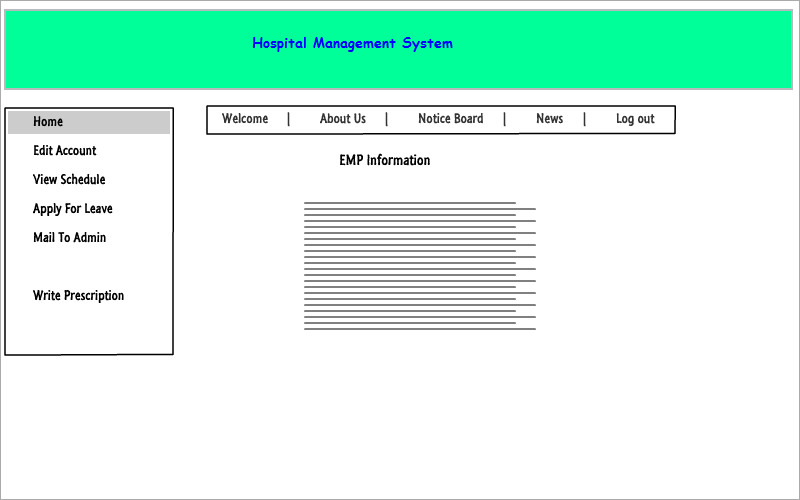 Hospital Management System
Welcome | About Us | Notice Board | News | Log out
Home
Edit Account
View Schedule
Apply For Leave
Mail To Admin
Write Prescription
EMP Information